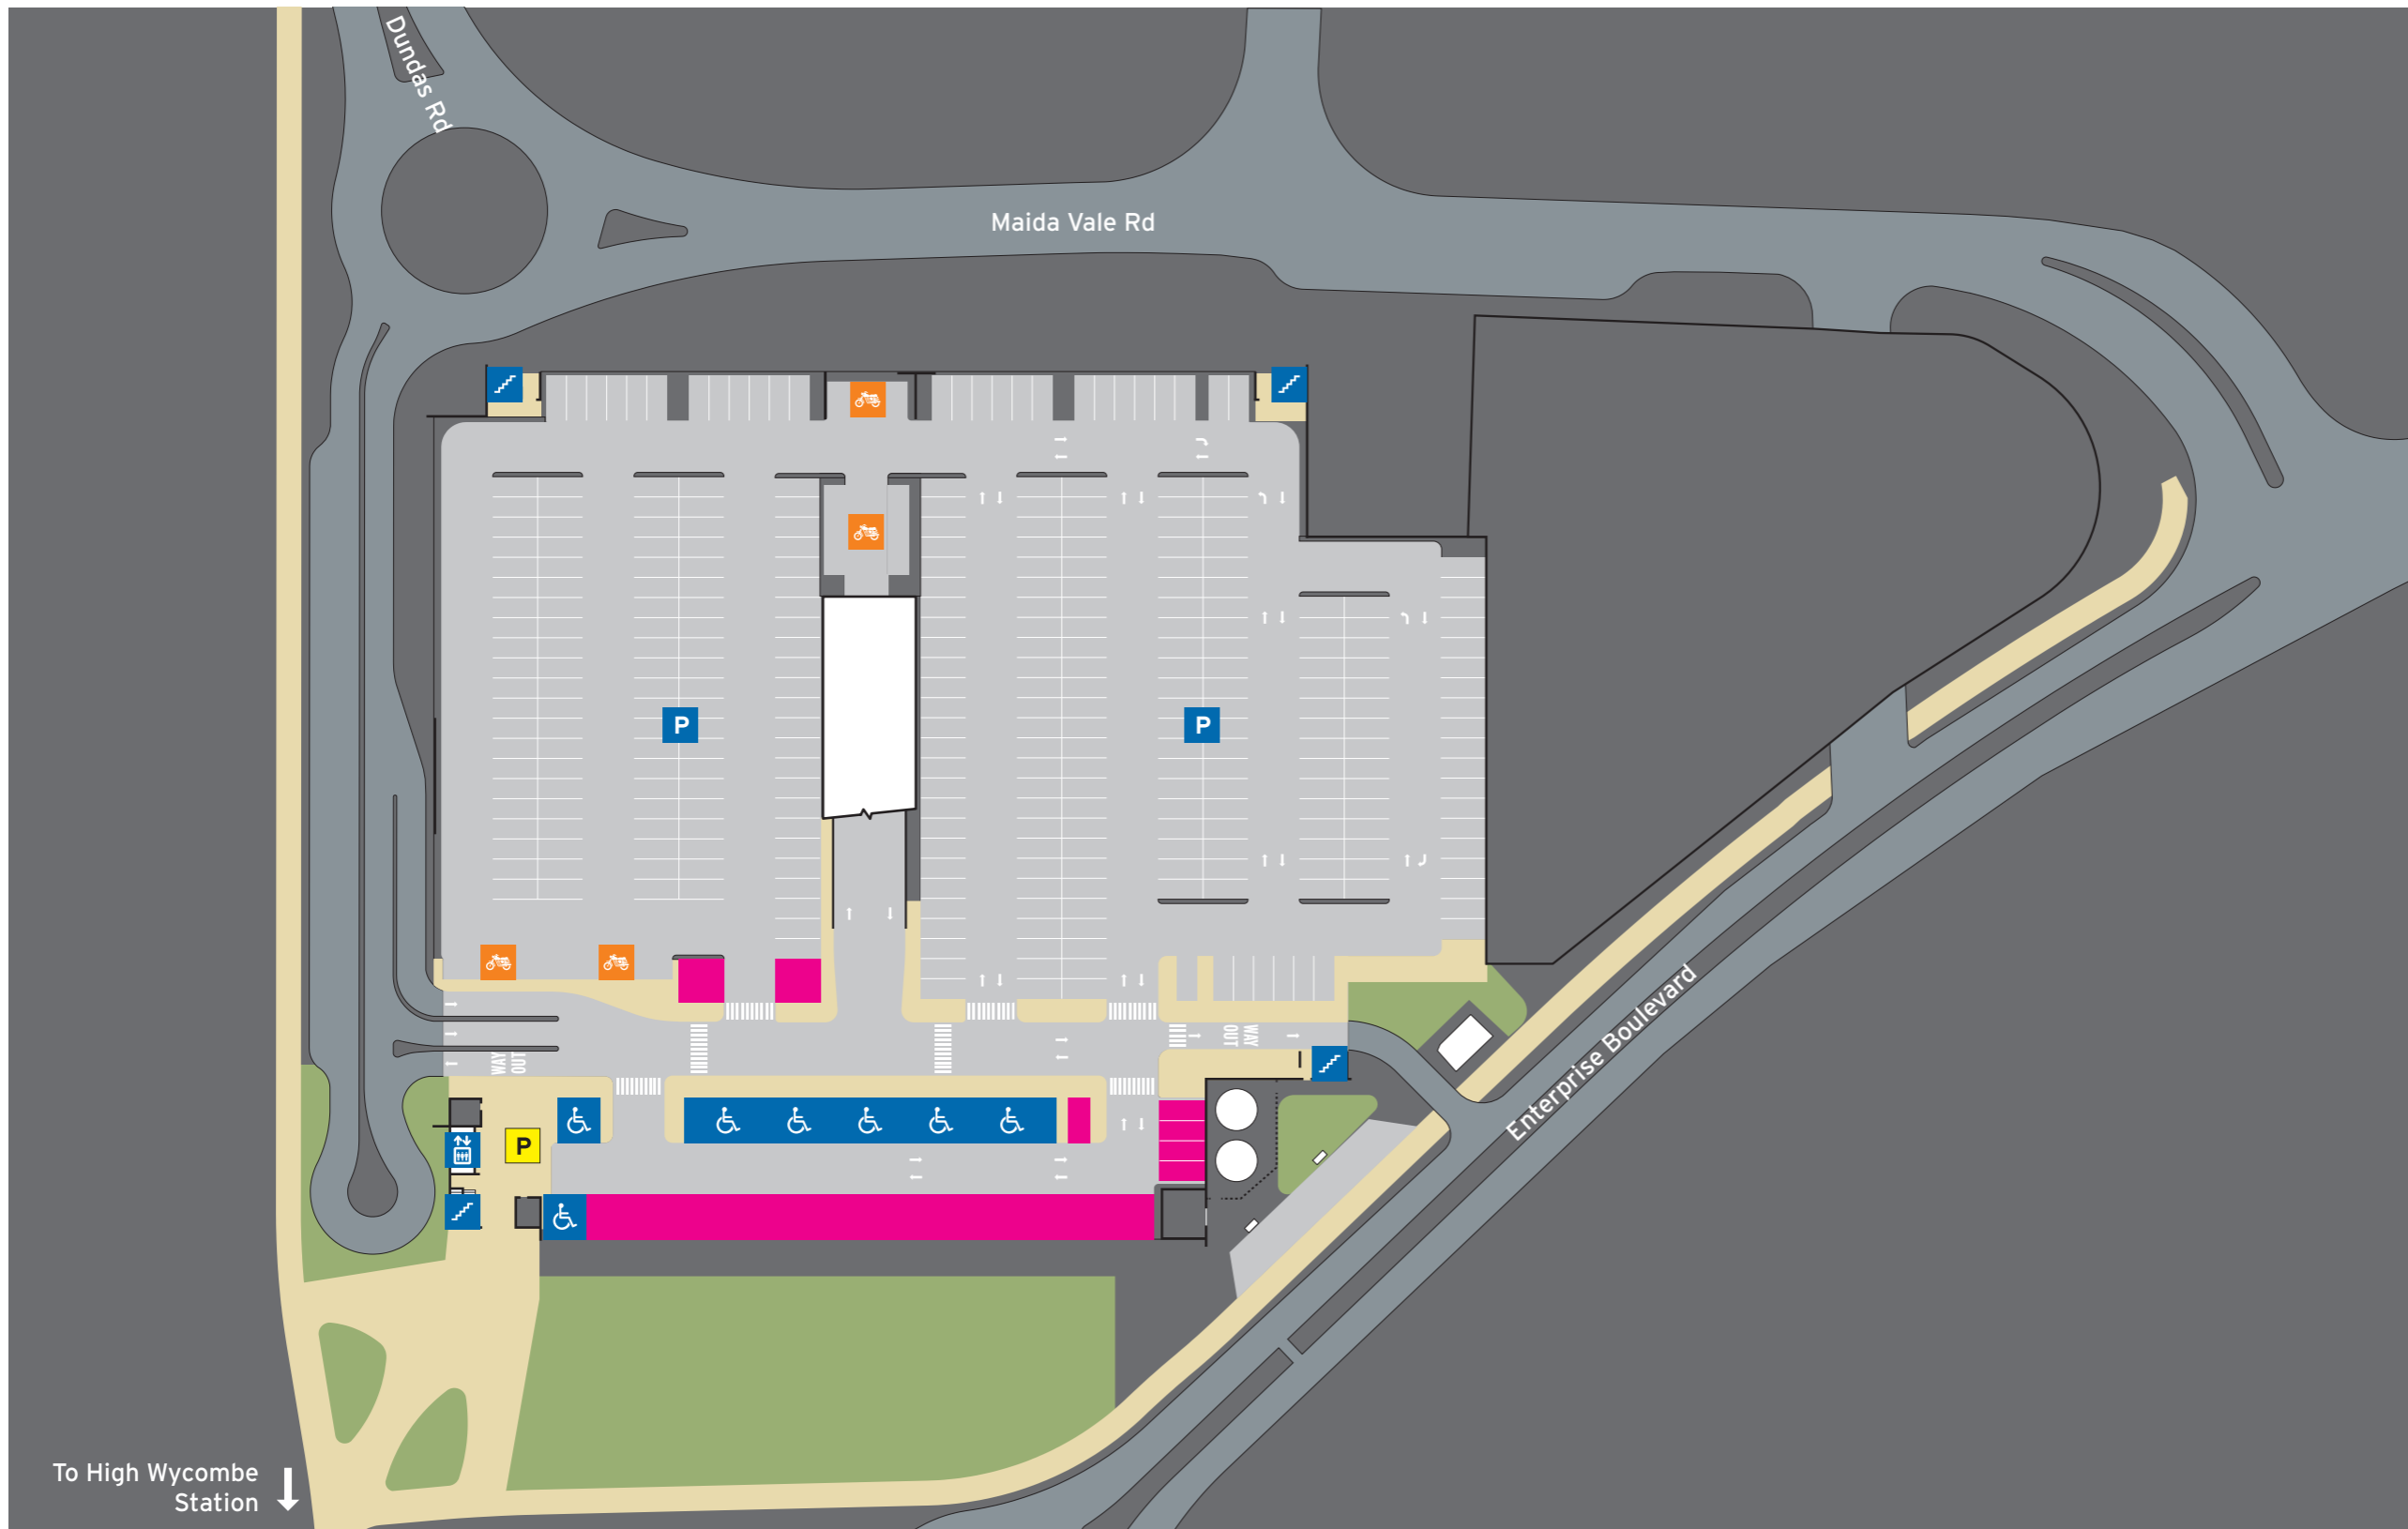 Dundas Rd
Maida Vale Rd
P
P
WAY
OUT
WAY
OUT
P
Enterprise Boulevard
To High Wycombe
Station